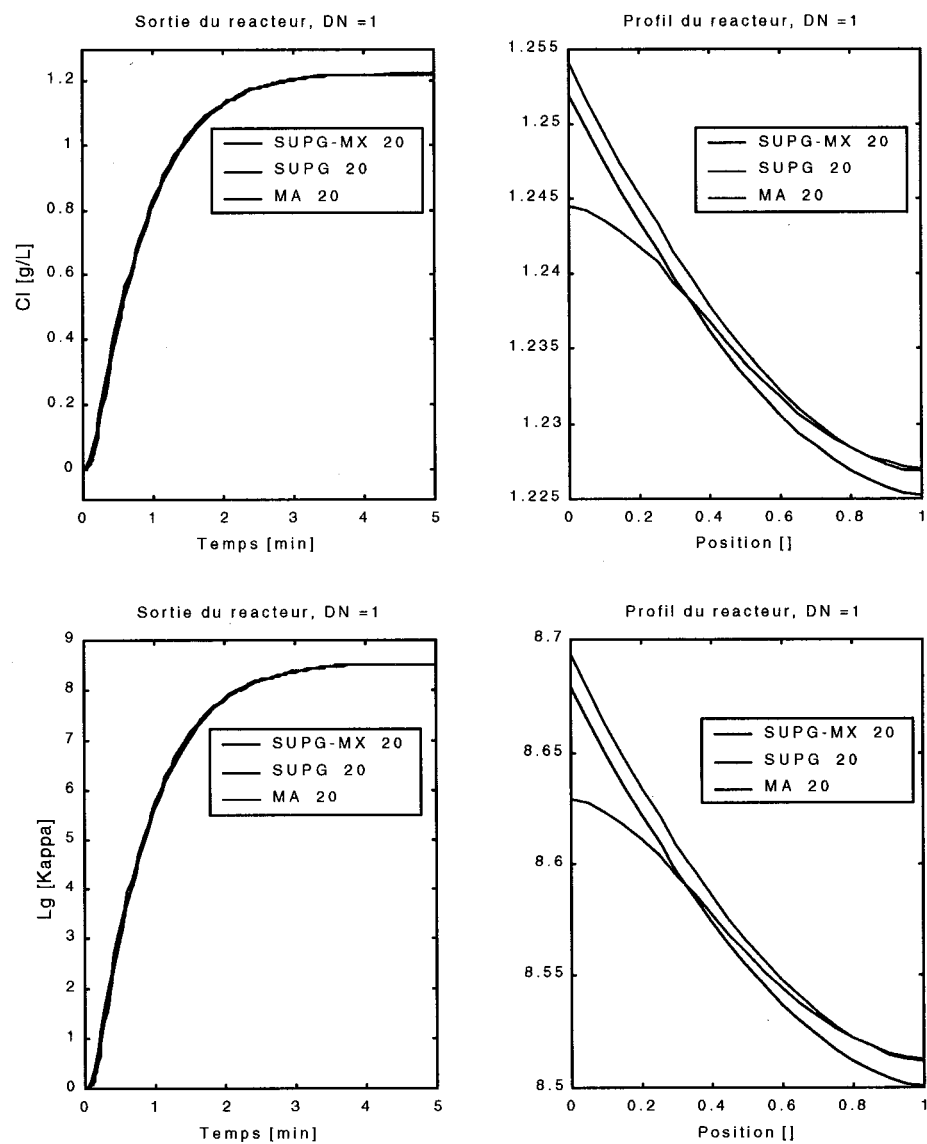 Sortie du reacteur, DN =1
Cl [g/L]
1.2
1
0.8
0.6
0.4
0.2
0
SUPG-MX 20
SUPG 20
MA 20
0 1 2 3 4 5
Temps [min]
Profil du reacteur, DN =1
1.255
1.25
1.245
1.24
1.235
1.23
1.225
SUPG-MX 20
SUPG 20
MA 20
0 0.2 0.4 0.6 0.8 1
Position []
Sortie du reacteur, DN =1
Lg [Kappa]
9
8
7
6
5
4
3
2
1
0
SUPG-MX 20
SUPG 20
MA 20
0 1 2 3 4 5
Temps [min]
Profil du reacteur, DN =1
8.7
8.65
8.6
8.55
8.5
SUPG-MX 20
SUPG 20
MA 20
0 0.2 0.4 0.6 0.8 1
Position []